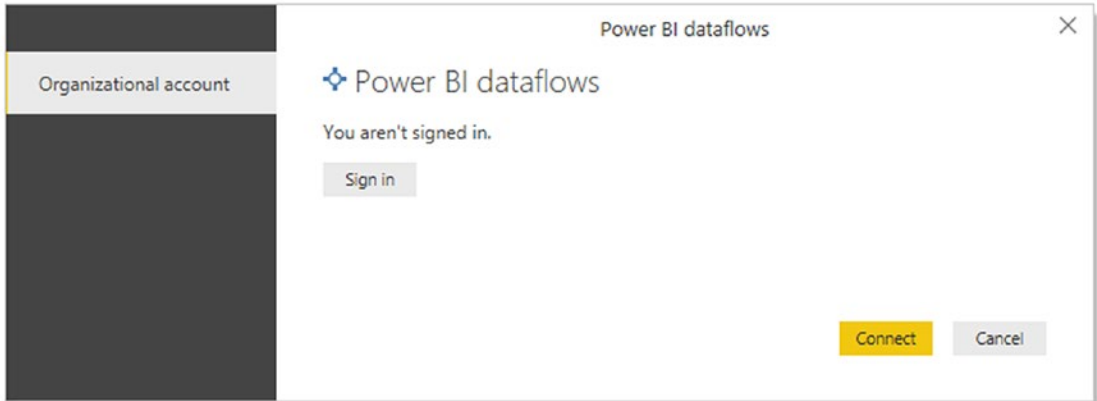 Power BI dataflows
Organizational account
Power BI dataflows
You aren't signed in.
Sign in
Connect
Cancel